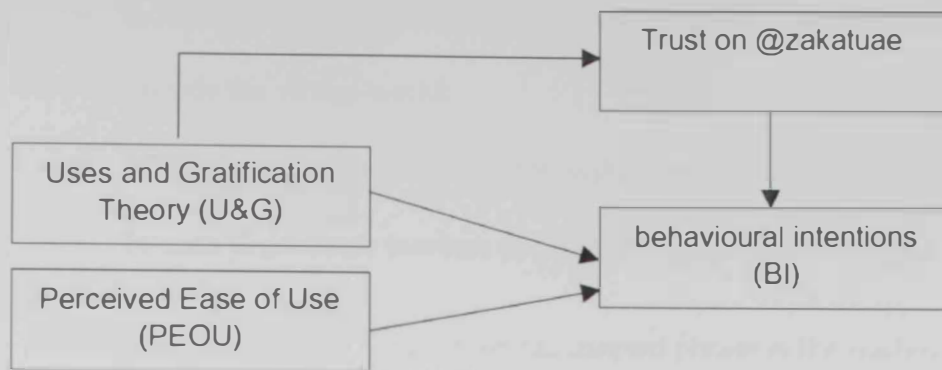 Trust on @zakatuae
Uses and Gratification
Theory (U&G)
behavioural intentions
(BI)
Perceived Ease of Use
(PEOU)